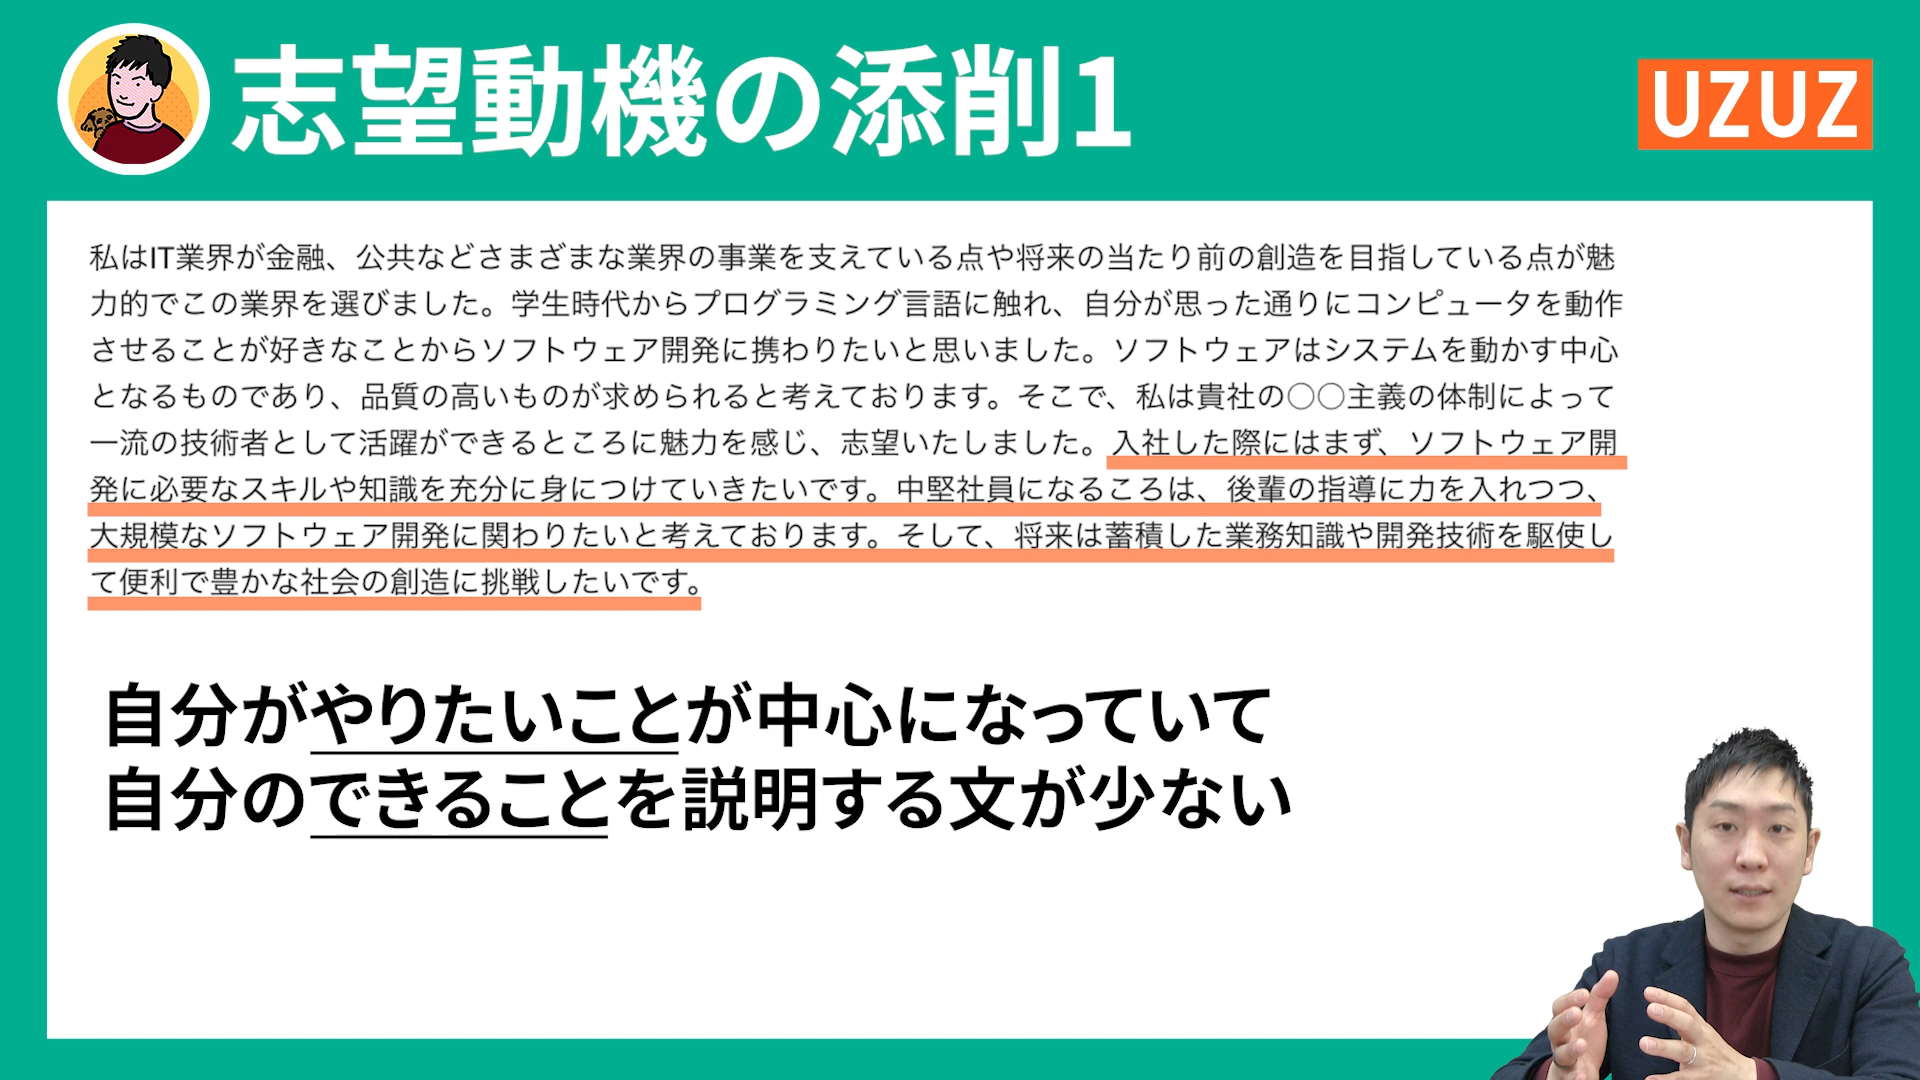 志望動機の添削1
UZUZ
私はIT業界が金融、公共などさまざまな業界の事業を支えている点や将来の当たり前の創造を目指している点が魅
力的でこの業界を選びました。学生時代からプログラミング言語に触れ、自分が思った通りにコンピュータを動作
させることが好きなことからソフトウェア開発に携わりたいと思いました。ソフトウェアはシステムを動かす中心
となるものであり、品質の高いものが求められると考えております。そこで、私は貴社の○○主義の体制によって
一流の技術者として活躍ができるところに魅力を感じ、志望いたしました。入社した際にはまず、ソフトウェア開
発に必要なスキルや知識を充分に身につけていきたいです。中堅社員になるころは、後輩の指導に力を入れつつ、
大規模なソフトウェア開発に関わりたいと考えております。そして、将来は蓄積した業務知識や開発技術を駆使し
て便利で豊かな社会の創造に挑戦したいです。
自分がやりたいことが中心になっていて
自分のできることを説明する文が少ない